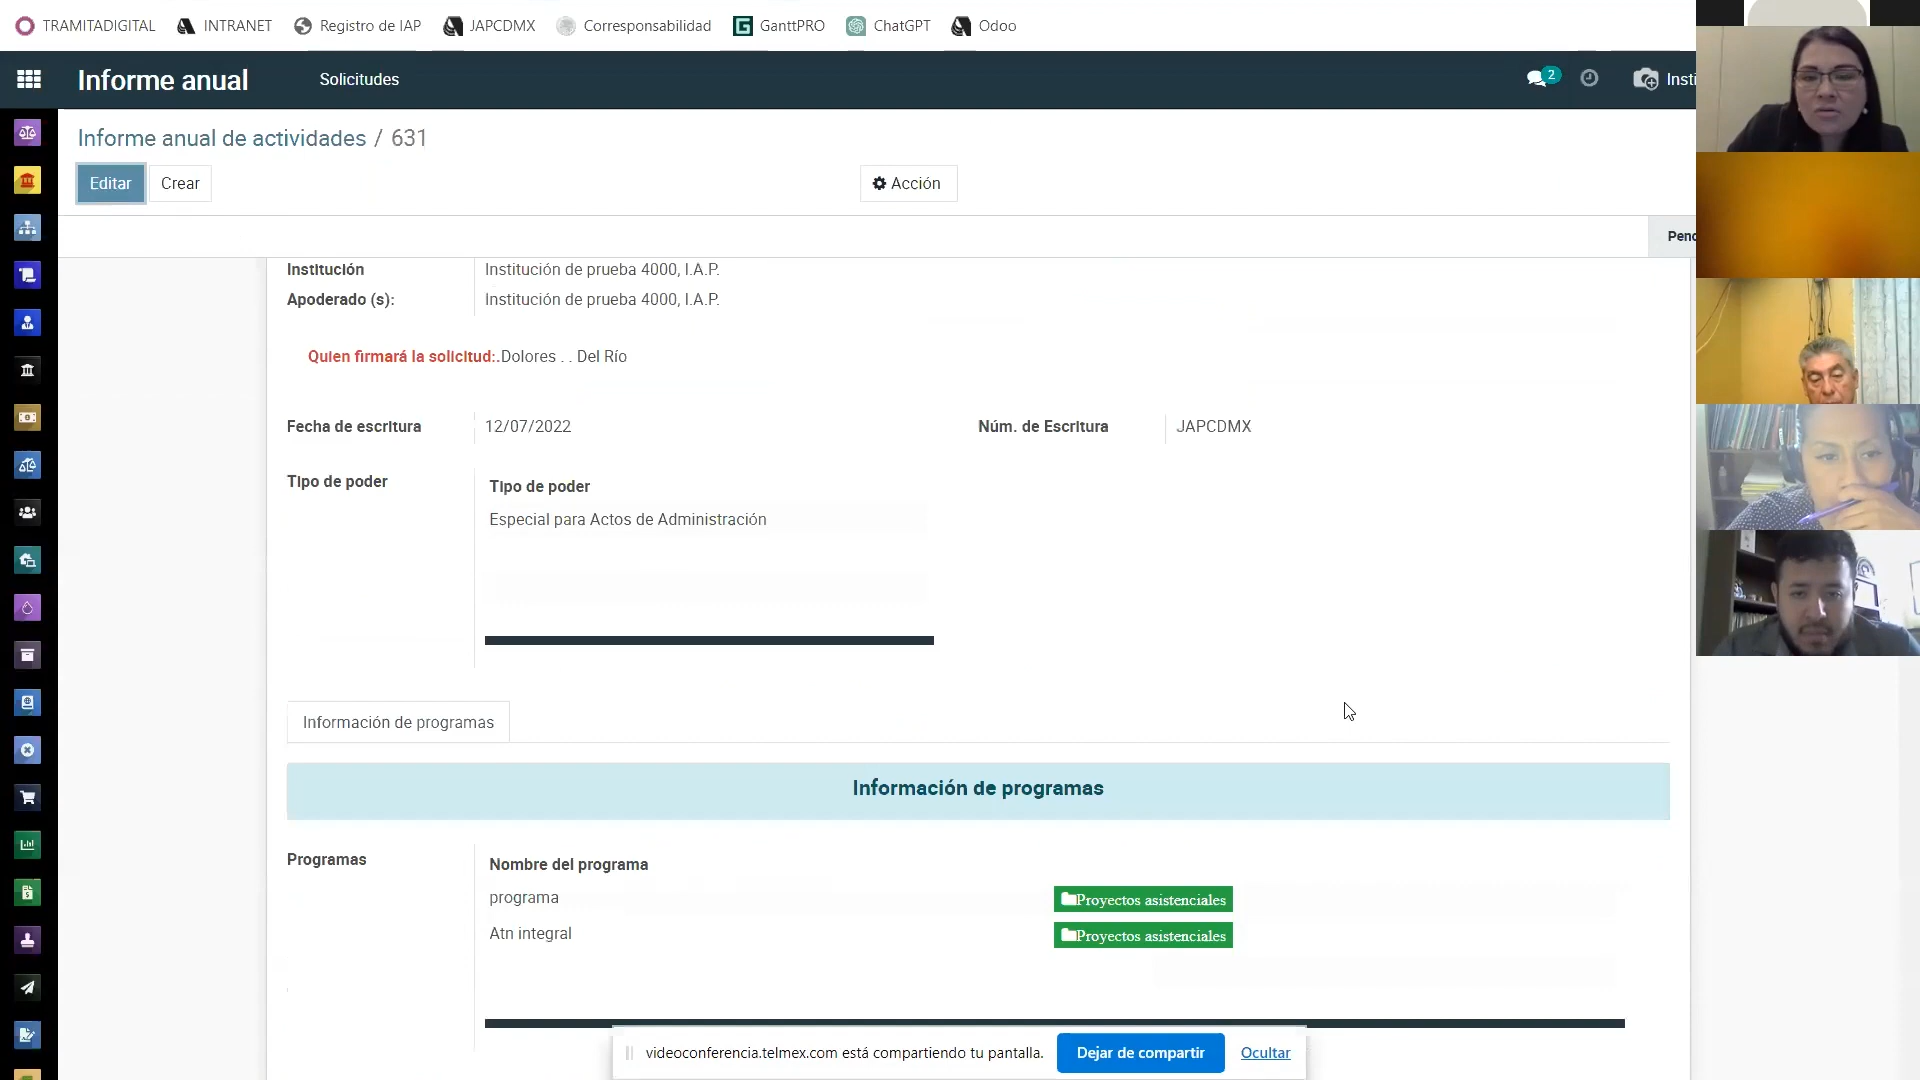 TRAMITADIGITAL INTRANET Registro de IAP JAPCDMX Corresponsabilidad GanttPRO ChatGPT Odoo
Informe anual Solicitudes 2 Insti
Informe anual de actividades / 631
Editar Crear Acción
Pend
Institución Institución de prueba 4000, I.A.P.
Apoderado (s): Institución de prueba 4000, I.A.P.
Quien firmará la solicitud:.Dolores . . Del Río
Fecha de escritura 12/07/2022 Núm. de Escritura JAPCDMX
Tipo de poder Tipo de poder
Especial para Actos de Administración
Información de programas
Información de programas
Programas Nombre del programa
programa Proyectos asistenciales
Atn integral Proyectos asistenciales
videoconferencia.telmex.com está compartiendo tu pantalla. Dejar de compartir Ocultar